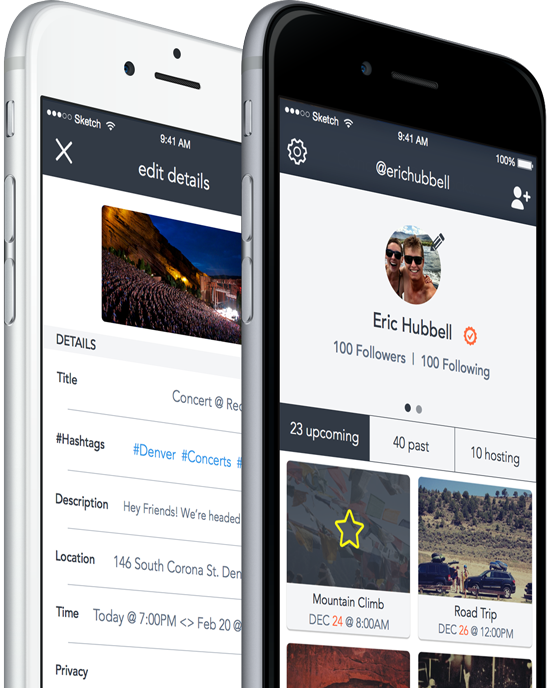 Sketch
9:41 AM
edit details
DETAILS
Title
Concert @
#Hashtags
#Denver #Concerts #
Description
Hey Friends! We're headed
Location
146 South Corona St.
Time
Today @ 7:00PM <> Feb 20 @
Privacy
Sketch
9:41 AM
100%
@erichubbell
Eric Hubbell
100 Followers | 100 Following
23 upcoming
40 past
10 hosting
Mountain Climb
DEC 24 @ 8:00AM
Road Trip
DEC 26 @ 12:00PM